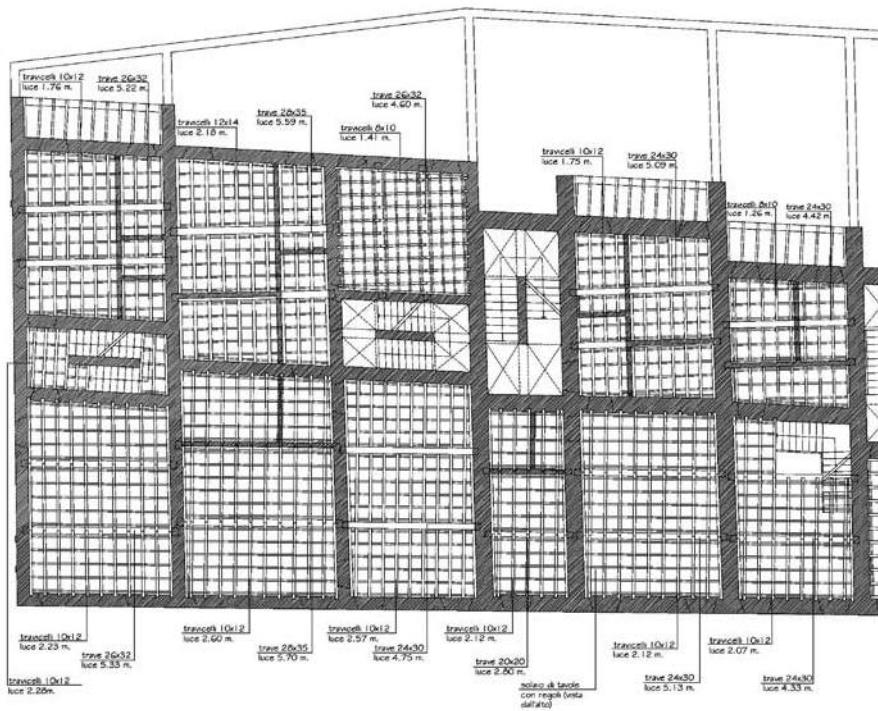 travicelli 10x12
luce 1.76 m.
trave 26x32
luce 5.22 m.
travicelli 12x14
luce 2.18 m.
trave 28x35
luce 5.59 m.
trave 26x32
luce 4.60 m.
travicelli 8x10
luce 1.41 m.
travicelli 10x12
luce 1.75 m.
trave 24x30
luce 5.09 m.
travicelli 8x10
luce 1.26 m.
trave 24x30
luce 4.42 m.
travicelli 10x12
luce 2.23 m.
trave 26x32
luce 5.33 m.
travicelli 10x12
luce 2.28m.
travicelli 10x12
luce 2.60 m.
trave 28x35
luce 5.70 m.
travicelli 10x12
luce 2.57 m.
trave 24x30
luce 4.75 m.
travicelli 10x12
luce 2.12 m.
trave 20x20
luce 2.80 m.
solaio di tavole
con regoli (vista
dall'alto)
travicelli 10x12
luce 2.12 m.
trave 24x30
luce 5.13 m.
travicelli 10x12
luce 2.07 m.
trave 24x30
luce 4.33 m.